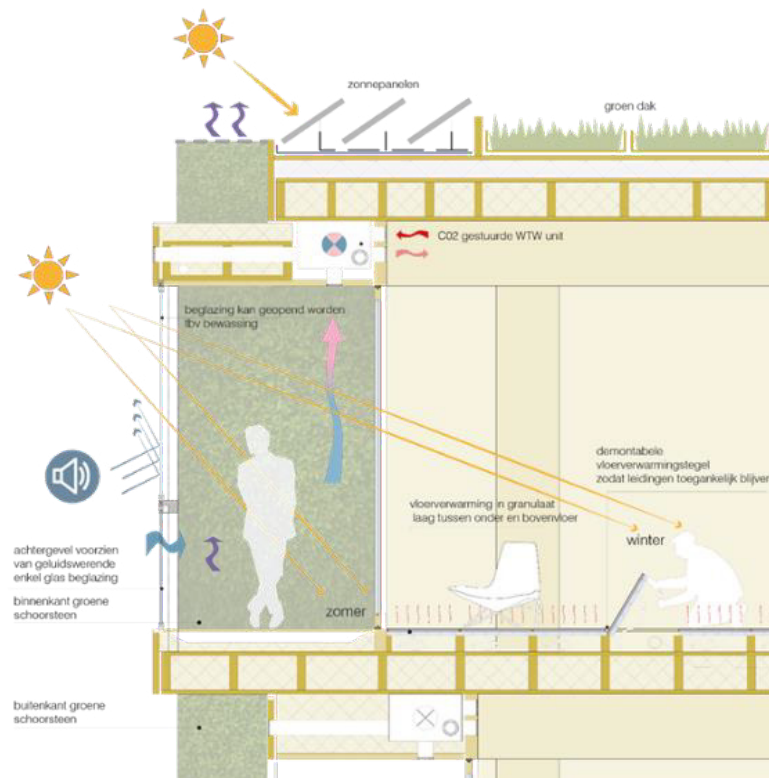 zonnepanelen
groen dak
C02 gestuurde WTW unit
beglazing kan geopend worden
tbv bewassing
demontabele
vloerverwarmingstegel
zodat leidingen toegankelijk blijven
vloerverwarming in granulaat
laag tussen onder en bovenvloer
winter
achtergevel voorzien
van geluidswerende
enkel glas beglazing
binnenkant groene
schoorsteen
zomer
buitenkant groene
schoorsteen